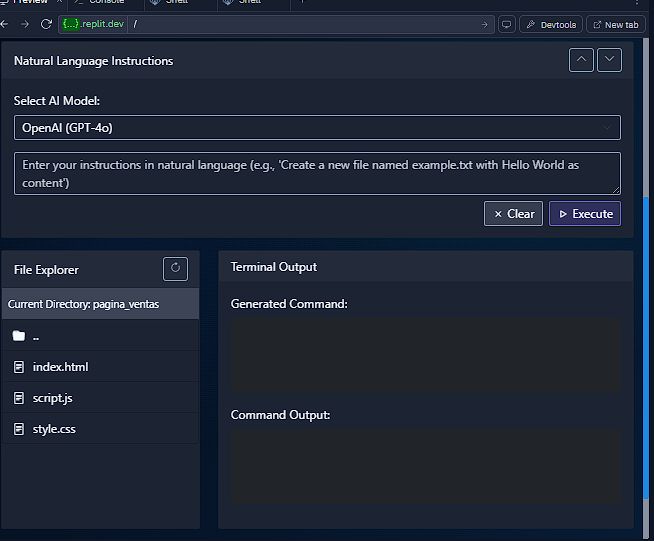 Preview
Console
Shell
Shell
{...}.replit.dev /
Devtools
New tab
Natural Language Instructions
Select AI Model:
OpenAI (GPT-4o)
Enter your instructions in natural language (e.g., 'Create a new file named example.txt with Hello World as
content')
× Clear
Execute
File Explorer
Current Directory: pagina_ventas
..
index.html
script.js
style.css
Terminal Output
Generated Command:
Command Output: